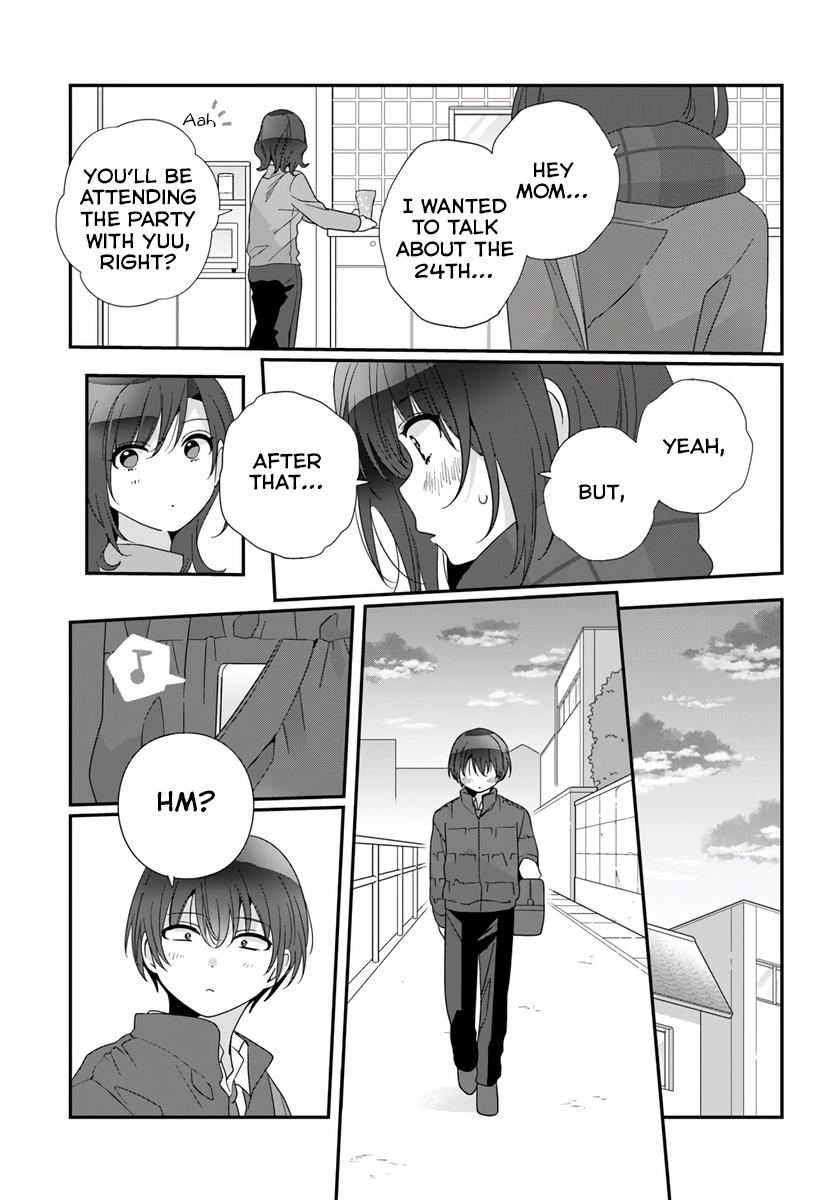 HEY
MOM...
I WANTED
TO TALK
ABOUT THE
24TH...
Aah
YOU'LL BE
ATTENDING
THE PARTY
WITH YUU,
RIGHT?
YEAH,
BUT,
AFTER
THAT...
HM?